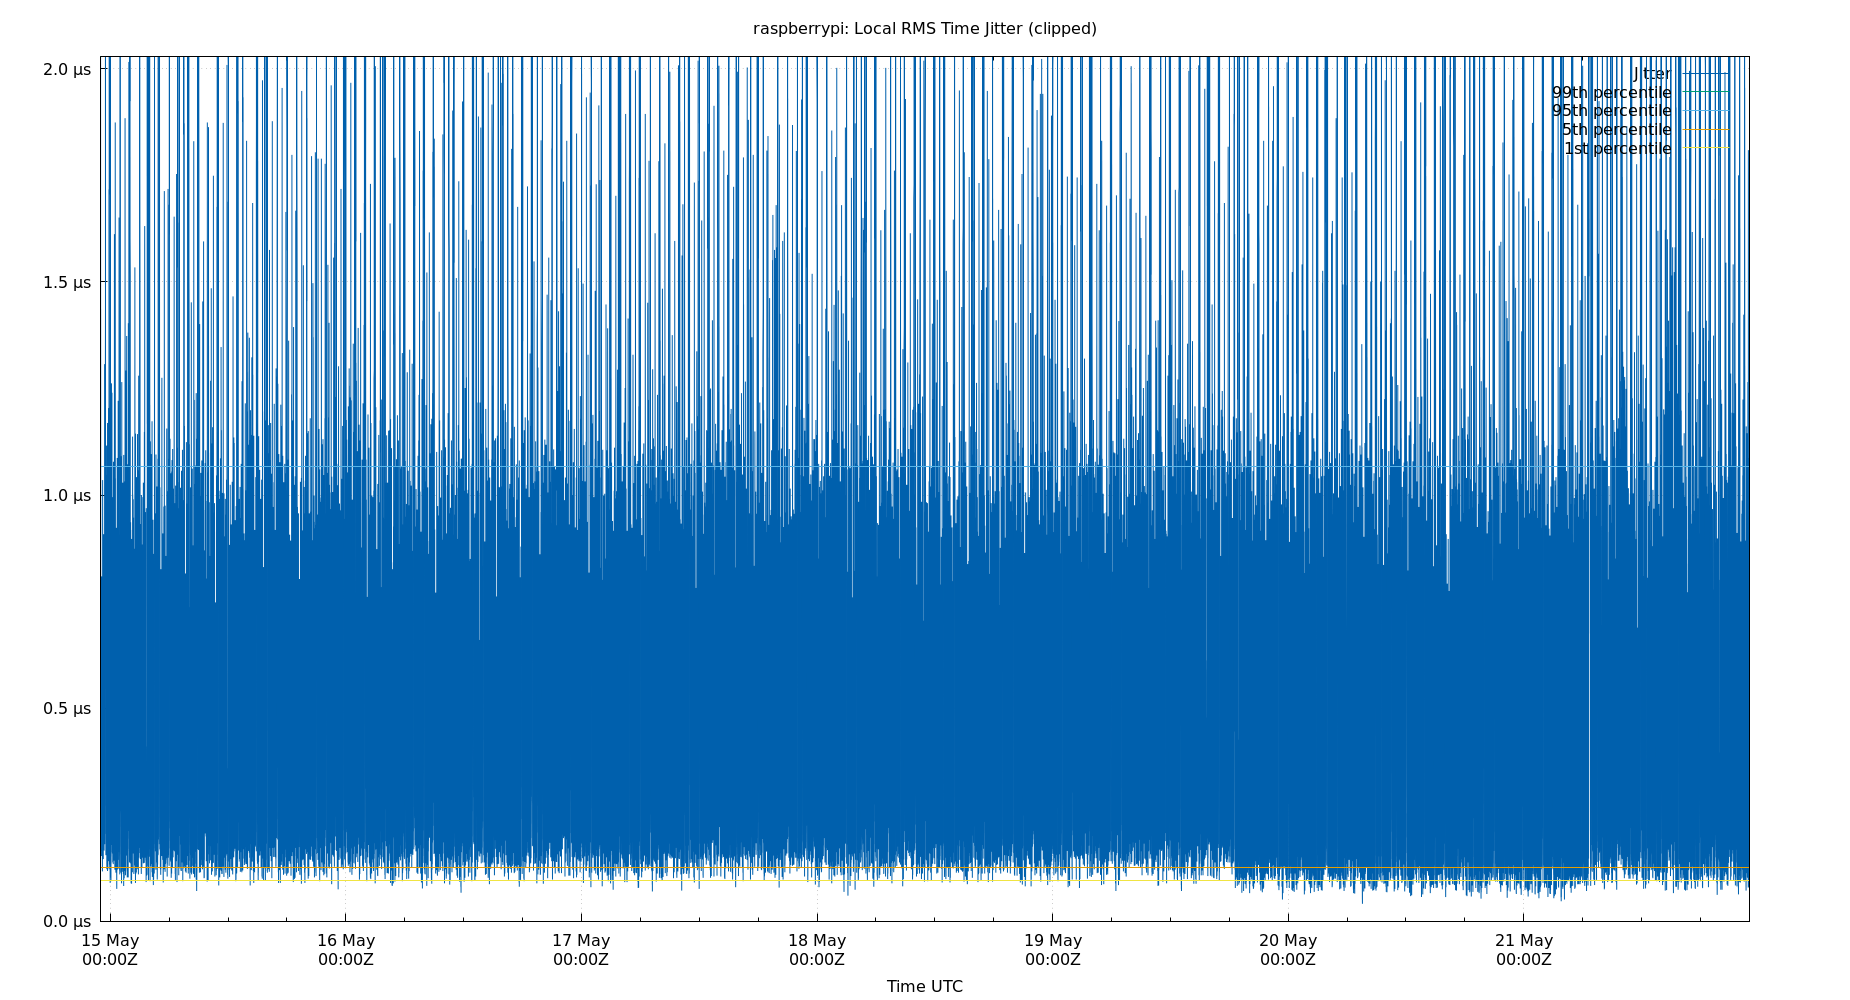 raspberrypi: Local RMS Time Jitter (clipped)
2.0 μs
1.5 μs
1.0 μs
0.5 μs
0.0 μs
Jitter
99th percentile
95th percentile
5th percentile
1st percentile
15 May 16 May 17 May 18 May 19 May 20 May 21 May
00:00Z 00:00Z 00:00Z 00:00Z 00:00Z 00:00Z 00:00Z
Time UTC